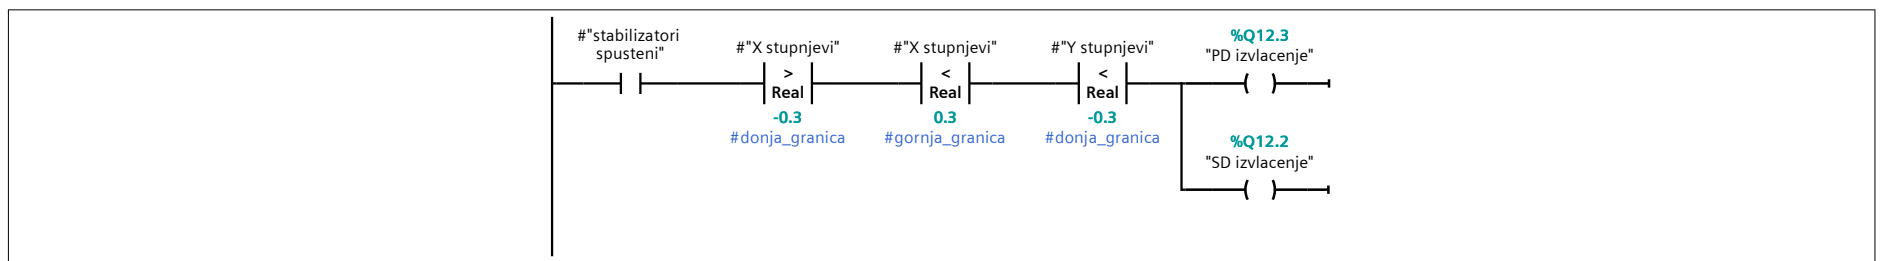 #"stabilizatori
spusteni"
#"X stupnjevi"
#"X stupnjevi"
#"Y stupnjevi"
%Q12.3
"PD izvlacenje"
>
Real
<
Real
<
Real
-0.3
#donja_granica
0.3
#gornja_granica
-0.3
#donja_granica
%Q12.2
"SD izvlacenje"